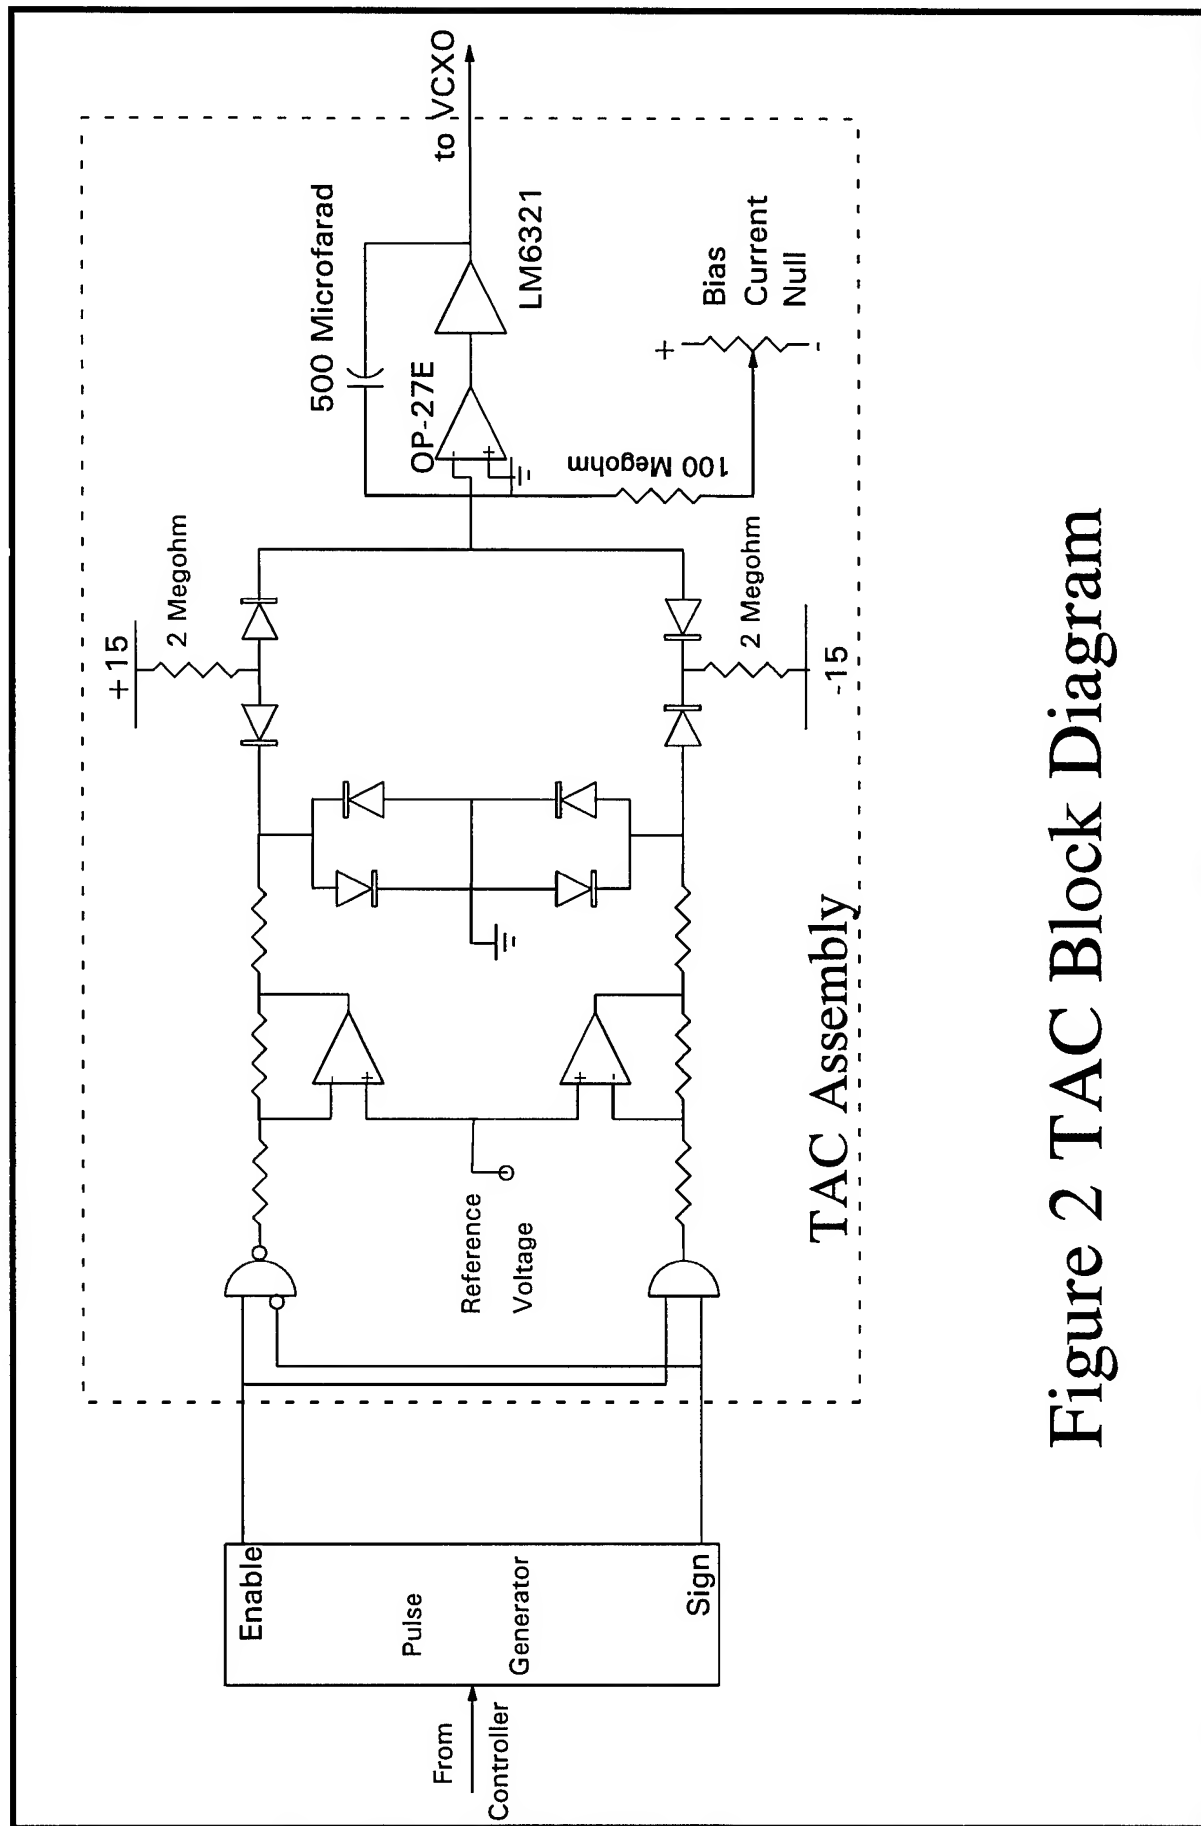 From
Controller
Enable
Pulse
Generator
Sign
Reference
Voltage
- +
+ -
+15
2 Megohm
-15
2 Megohm
500 Microfarad
OP-27E
- +
LM6321
to VCXO
100 Megohm
+
-
Bias
Current
Null
TAC Assembly
Figure 2 TAC Block Diagram